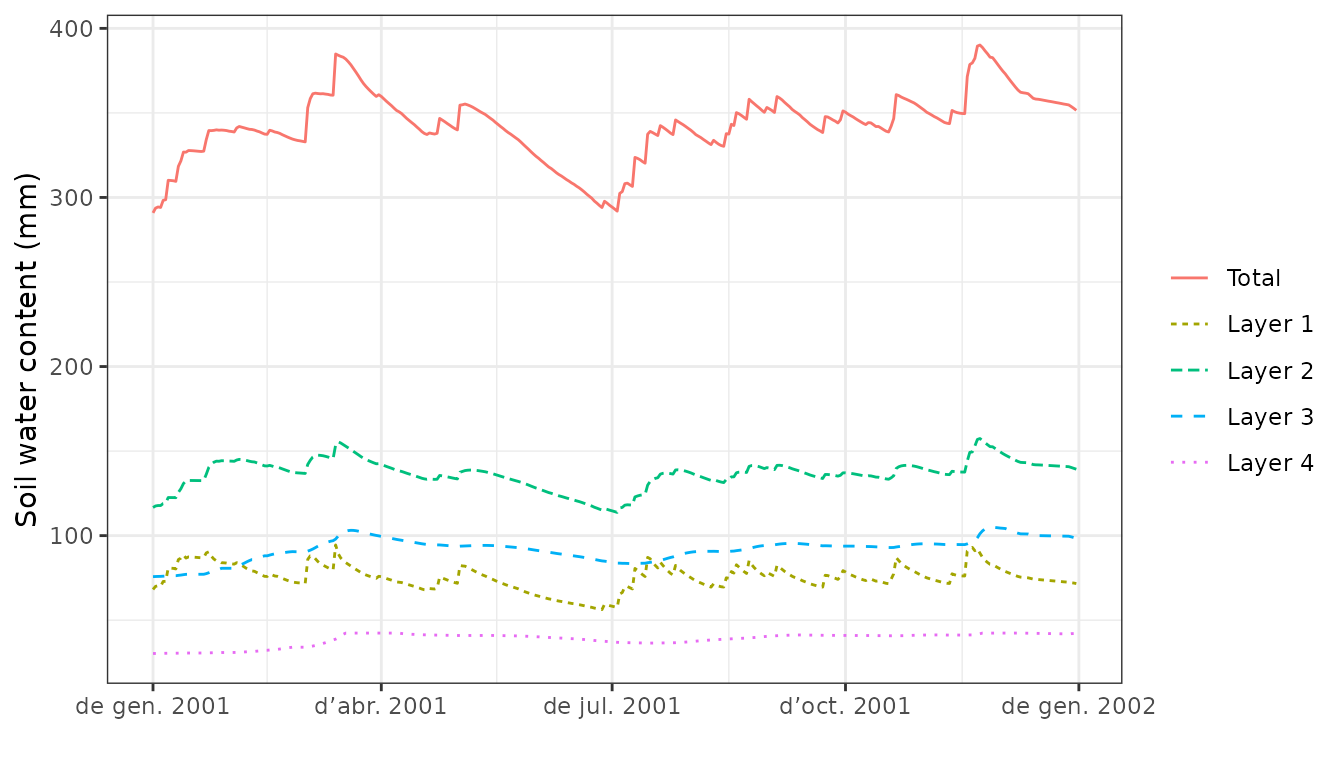 Soil water content (mm)
400
300
200
100
de gen. 2001
d’abr. 2001
de jul. 2001
d’oct. 2001
de gen. 2002
Total
Layer 1
Layer 2
Layer 3
Layer 4